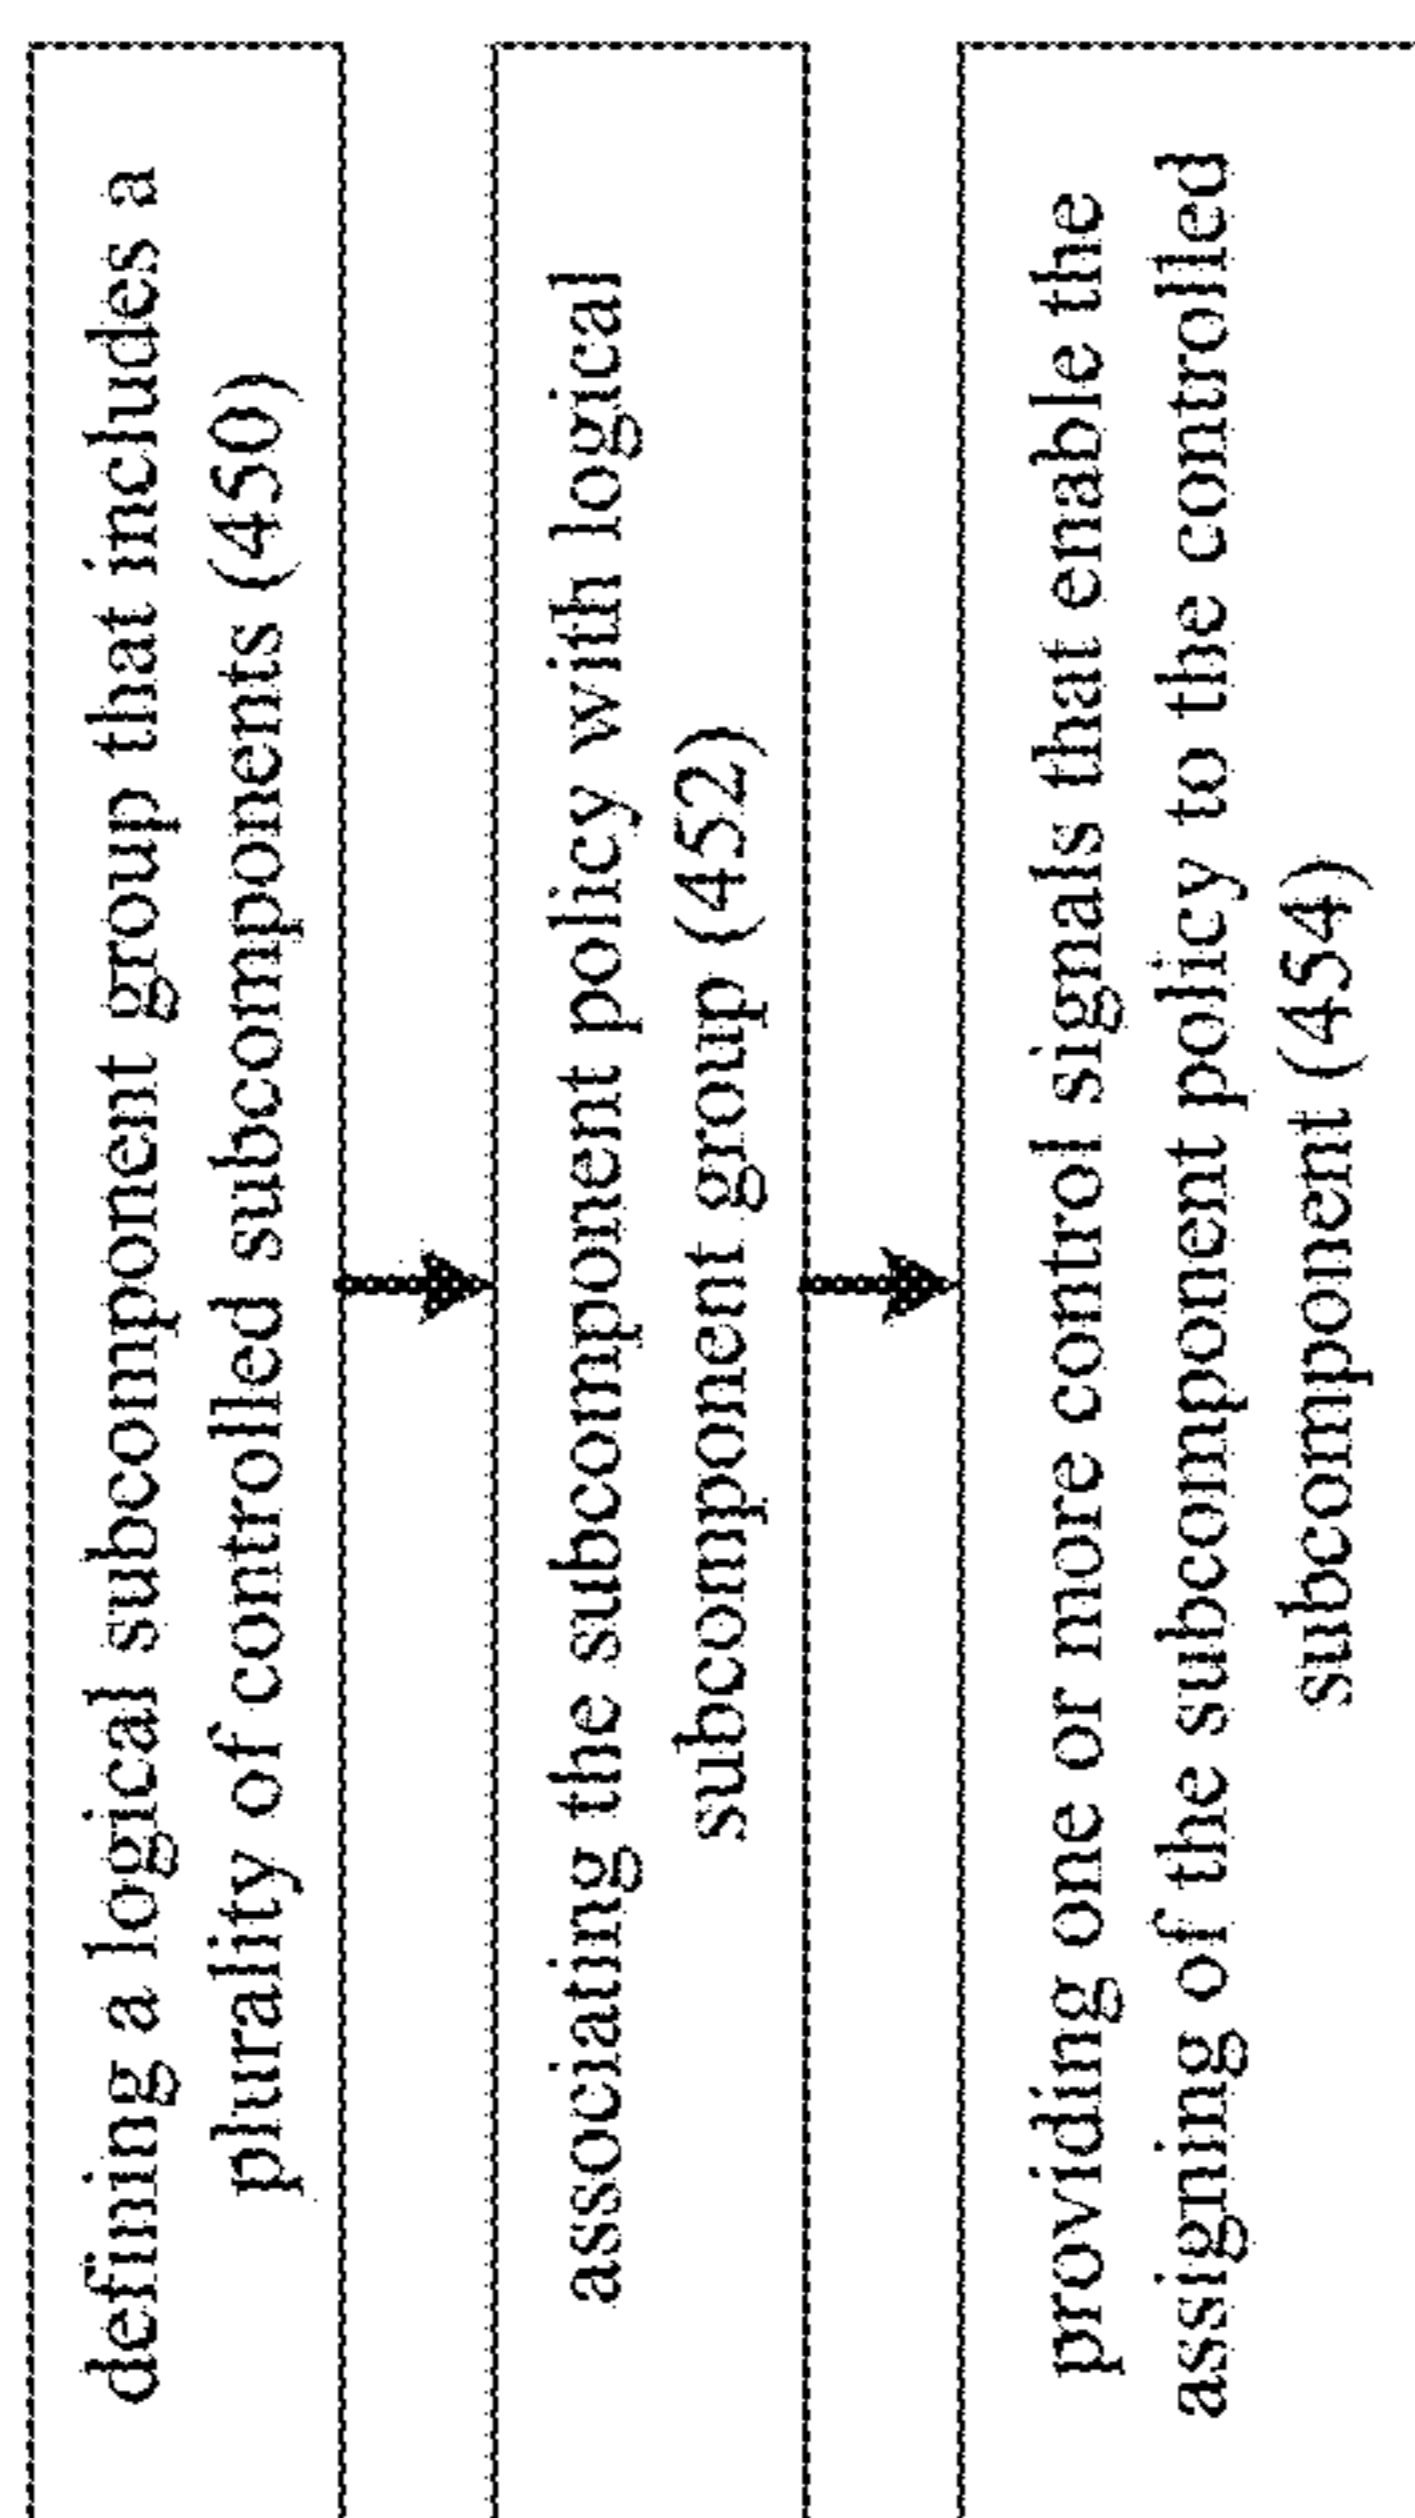 defining a logical subcomponent group that includes a
plurality of controlled subcomponents (450)
associating the subcomponent policy with logical
subcomponent group (452)
providing one or more control signals that enable the
assigning of the subcomponent policy to the controlled
subcomponent (454)